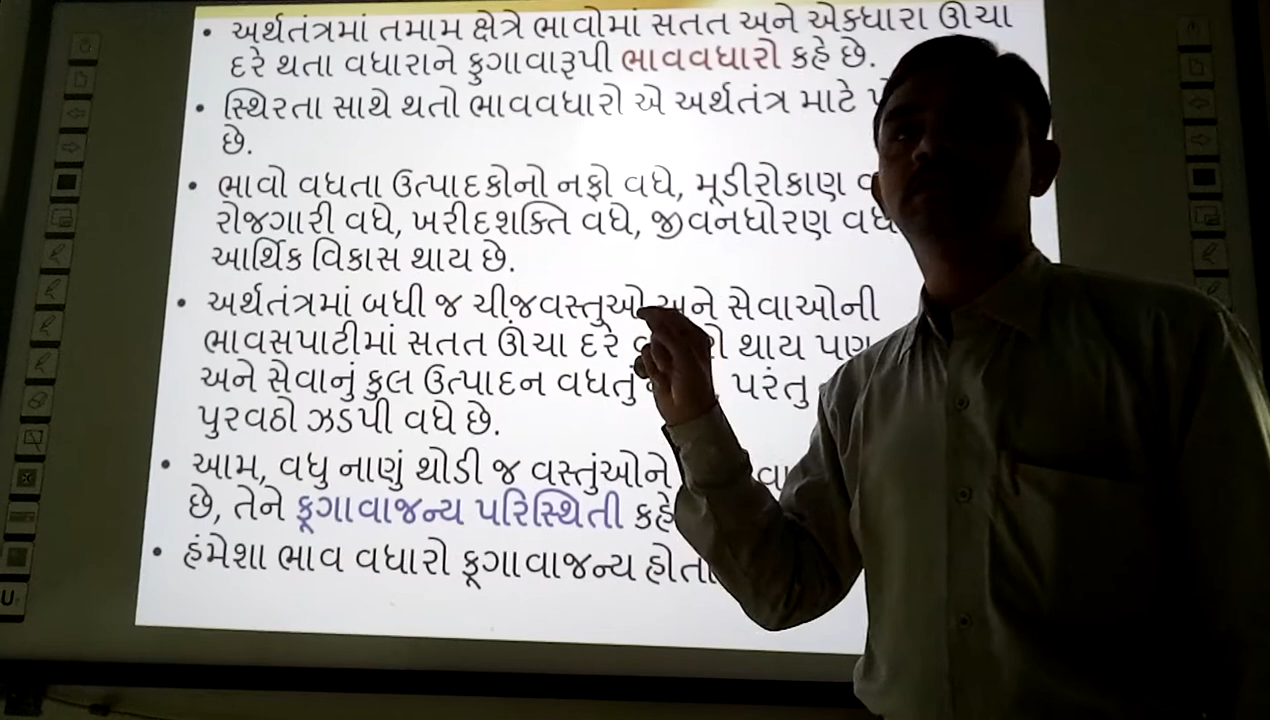 • અર્થતંત્રમાં તમામ ક્ષેત્રે ભાવોમાં સતત અને એકધારા ઊંચા
દરે થતા વધારાને ફુગાવારૂપી ભાવવધારો કહે છે.
• સ્થિરતા સાથે થતો ભાવવધારો એ અર્થતંત્ર માટે
છે.
• ભાવો વધતા ઉત્પાદકોનો નફો વધે, મૂડીરોકાણ
રોજગારી વધે, ખરીદશક્તિ વધે, જીવનધોરણ
આર્થિક વિકાસ થાય છે.
• અર્થતંત્રમાં બધી જ ચીજવસ્તુઓ અને સેવાઓની
ભાવસપાટીમાં સતત ઊંચા દરે થાય પણ
અને સેવાનું કુલ ઉત્પાદન વધતું પરંતુ
પુરવઠો ઝડપી વધે છે.
• આમ, વધુ નાણું થોડી જ વસ્તુંઓને
છે, તેને ફૂગાવાજન્ય પરિસ્થિતી કહે
• હંમેશા ભાવ વધારો ફૂગાવાજન્ય હોતો